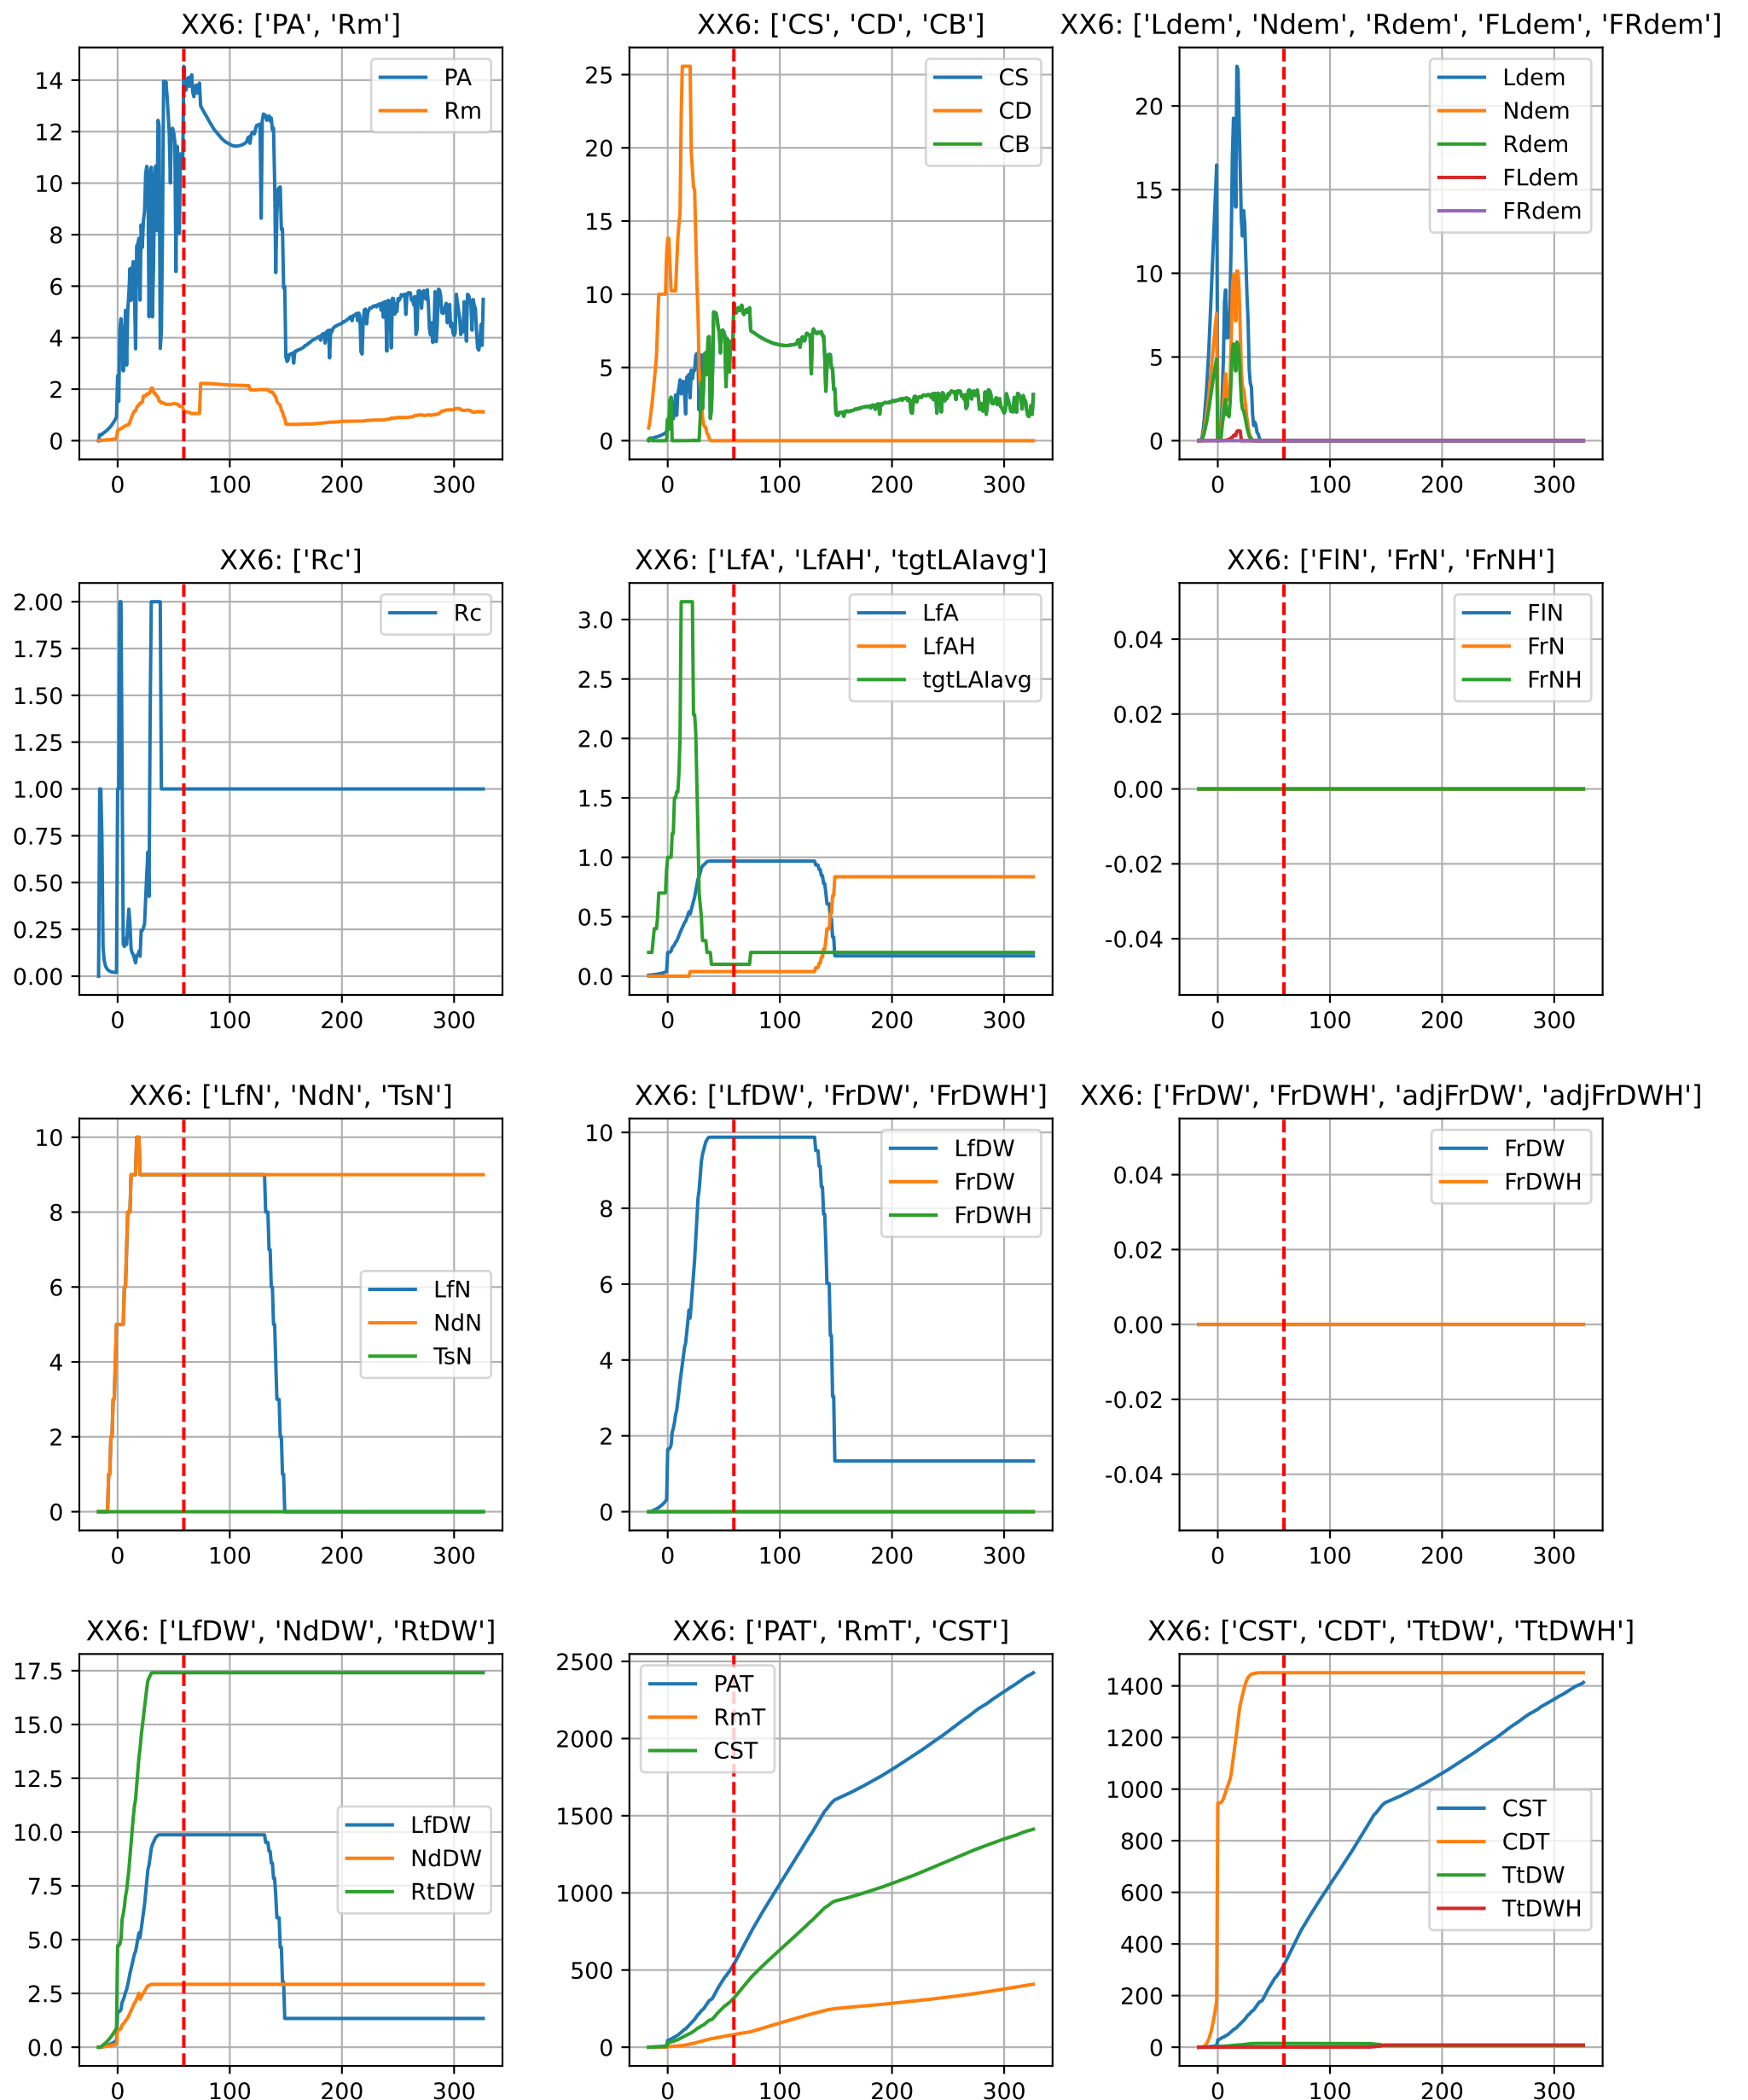 XX6: ['PA', 'Rm']
14
12
10
8
6
4
2
0
0 100 200 300
PA
Rm
XX6: ['CS', 'CD', 'CB']
25
20
15
10
5
0
0 100 200 300
CS
CD
CB
XX6: ['Ldem', 'Ndem', 'Rdem', 'FLdem', 'FRdem']
20
15
10
5
0
0 100 200 300
Ldem
Ndem
Rdem
FLdem
FRdem
XX6: ['Rc']
2.00
1.75
1.50
1.25
1.00
0.75
0.50
0.25
0.00
0 100 200 300
Rc
XX6: ['LfA', 'LfAH', 'tgtLAIavg']
3.0
2.5
2.0
1.5
1.0
0.5
0.0
0 100 200 300
LfA
LfAH
tgtLAIavg
XX6: ['FlN', 'FrN', 'FrNH']
0.04
0.02
0.00
-0.02
-0.04
0 100 200 300
FlN
FrN
FrNH
XX6: ['LfN', 'NdN', 'TsN']
10
8
6
4
2
0
0 100 200 300
LfN
NdN
TsN
XX6: ['LfDW', 'FrDW', 'FrDWH']
10
8
6
4
2
0
0 100 200 300
LfDW
FrDW
FrDWH
XX6: ['FrDW', 'FrDWH', 'adjFrDW', 'adjFrDWH']
0.04
0.02
0.00
-0.02
-0.04
0 100 200 300
FrDW
FrDWH
XX6: ['LfDW', 'NdDW', 'RtDW']
17.5
15.0
12.5
10.0
7.5
5.0
2.5
0.0
0 100 200 300
LfDW
NdDW
RtDW
XX6: ['PAT', 'RmT', 'CST']
2500
2000
1500
1000
500
0
0 100 200 300
PAT
RmT
CST
XX6: ['CST', 'CDT', 'TtDW', 'TtDWH']
1400
1200
1000
800
600
400
200
0
0 100 200 300
CST
CDT
TtDW
TtDWH